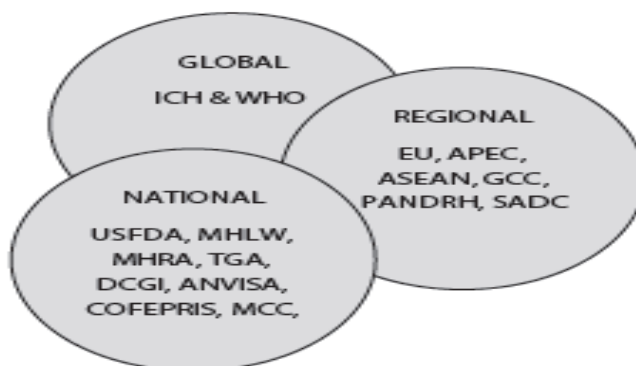 GLOBAL
ICH & WHO
REGIONAL
EU, APEC,
ASEAN, GCC,
PANDRH, SADC
NATIONAL
USFDA, MHLW,
MHRA, TGA,
DCGI, ANVISA,
COFEPRIS, MCC,